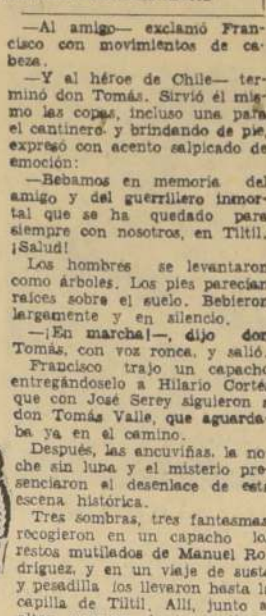 —Al amigo— exclamó Fran-
cisco con movimientos de ca-
beza.
—Y al héroe de Chile— ter-
minó don Tomás. Sirvió él mis-
mo las copas, incluso una para
el cantinero y brindando de pie,
expresó con acento salpicado de
emoción:
—Bebamos en memoria del
amigo y del guerrillero inmor-
tal que se ha quedado para
siempre con nosotros, en Tiltil.
¡Salud!
Los hombres se levantaron
como árboles. Los pies parecían
raíces sobre el suelo. Bebieron
largamente y en silencio.
—¡En marcha!—, dijo don
Tomás, con voz ronca, y salió.
Francisco trajo un capacho
entregándoselo a Hilario Corté
que con José Serey siguieron a
don Tomás Valle, que aguarda-
ba ya en el camino.
Después, las ancuviñas, la no-
che sin luna y el misterio pre-
senciaron el desenlace de esta
escena histórica.
Tres sombras, tres fantasmas
recogieron en un capacho lo
restos mutilados de Manuel Ro
dríguez, y en un viaje de susto
y pesadilla los llevaron hasta l
capilla de Tiltil. Allí, junto